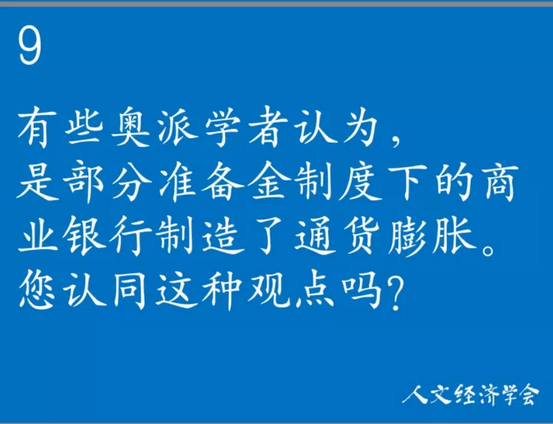 9
有些奥派学者认为，
是部分准备金制度下的商
业银行制造了通货膨胀。
您认同这种观点吗？
人文经济学会